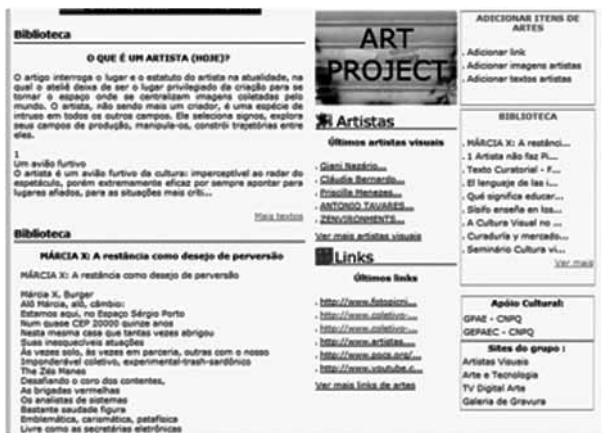 Biblioteca
O QUE É UM ARTISTA (HOJE)?
O artigo interroga o lugar e o estatuto do artista na atualidade, na
qual o ateliê deixa de ser o lugar privilegiado da criação para se
tornar o espaço onde se centralizam imagens coletadas pelo
mundo. O artista, não sendo mais um criador, é uma espécie de
intruso em todos os outros campos. Ele seleciona signos, explora
seus campos de produção, manipula-os, constrói trajetórias entre
eles.
1
Um avião furtivo
O artista é um avião furtivo da cultura: imperceptível ao radar do
espetáculo, porém extremamente eficaz por sempre apontar para
lugares afiados, para as situações mais críti...
Mais textos
Biblioteca
MÁRCIA X: A restância como desejo de perversão
MÁRCIA X: A restância como desejo de perversão
Márcia X. Burger
Alô Márcia, alô, câmbio:
Estamos aqui, no Espaço Sérgio Porto
Num quase CEP 20000 quinze anos
Nesta mesma casa que tantas vezes abrigou
Suas inesquecíveis atuações
Às vezes solo, às vezes em parceria, outras com o nosso
Imponderável coletivo, experimental-trash-sardônico
The Zés Manes
Desafiando o coro dos contentes,
As brigadas vermelhas
Os analistas de sistemas
Bastante saudade figura
Emblemática, carismática, patafísica
Livre como as secretárias eletrônicas
ART
PROJECT
Artistas
Últimos artistas visuais
. Giani Nazário...
. Cláudia Bernardo...
. Priscilla Menezes...
. ANTONIO TAVARES...
. ZENVIRONMENTS...
Ver mais artistas visuais
Links
Últimos links
. http://www.fotopicni...
. http://www.coletivo-...
. http://www.coletivo-...
. http://www.artistas....
. http://www.pocs.org/...
. http://www.youtube.c...
Ver mais links de artes
ADICIONAR ITENS DE
ARTES
. Adicionar link
. Adicionar imagens artistas
. Adicionar textos artistas
BIBLIOTECA
. MÁRCIA X: A restânci...
. 1 Artista não faz Pi...
. Texto Curatorial - F...
. El lenguaje de las i...
. Qué significa educar...
. Sísifo enseña en los...
. A Cultura Visual no ...
. Curaduría y mercado...
. Seminário Cultura vi...
Ver mais
Apóio Cultural:
GPAE - CNPQ
GEPAEC - CNPQ
Sites do grupo :
Artistas Visuais
Arte e Tecnologia
TV Digital Arte
Galeria de Gravura